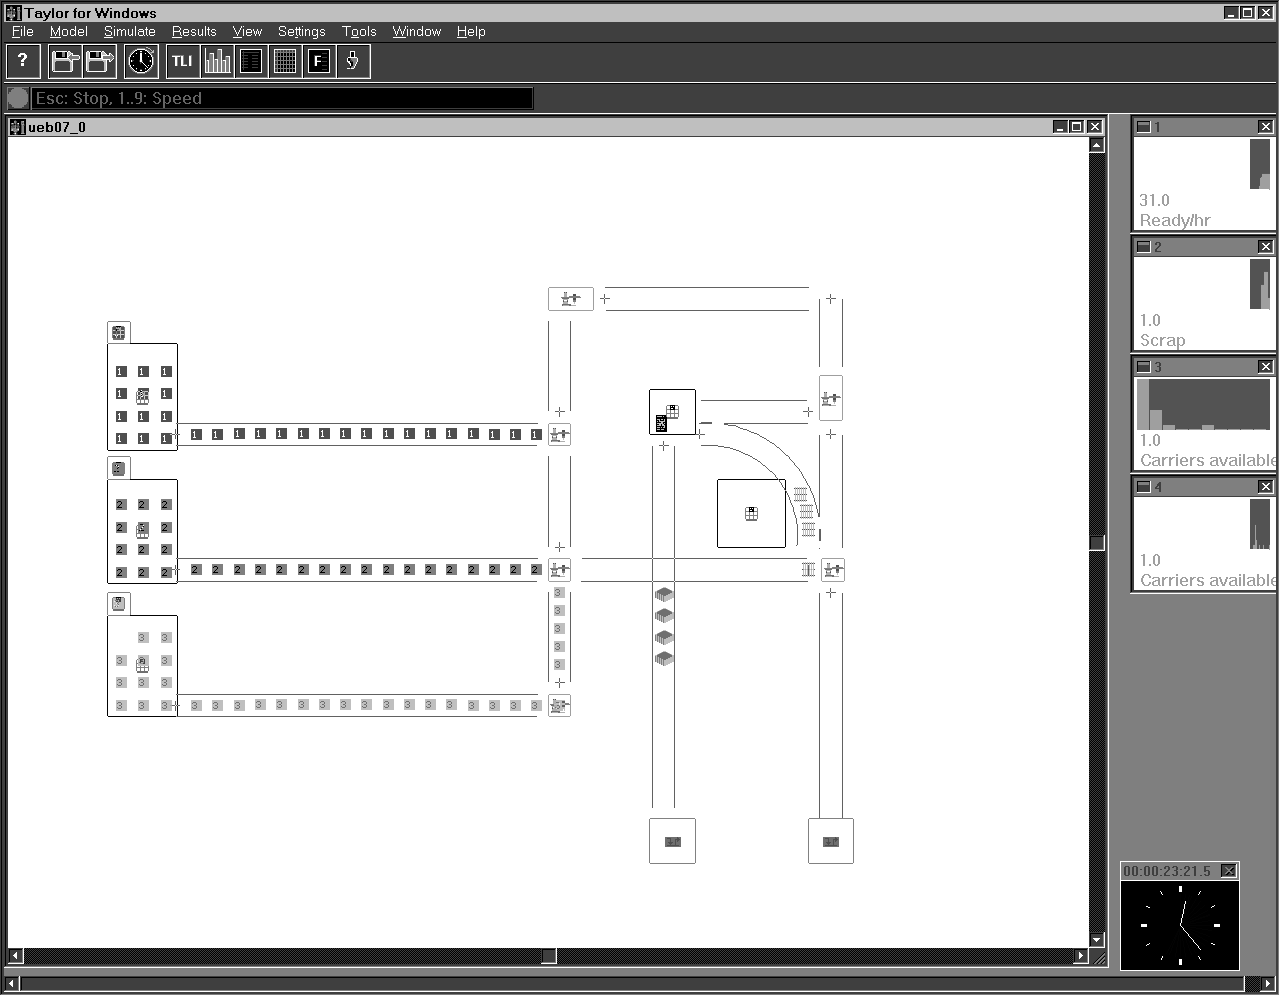 Taylor for Windows
File Model Simulate Results View Settings Tools Window Help
? TLI F
Esc: Stop, 1..9: Speed
ueb07_0
1
31.0
Ready/hr
2
1.0
Scrap
3
1.0
Carriers available
4
1.0
Carriers available
1 1 1
1 1
1 1 1
1 1 1
1 1 1 1 1 1 1 1 1 1 1 1 1 1 1 1 1
2 2 2
2 2
2 2 2
2 2 2
2 2 2 2 2 2 2 2 2 2 2 2 2 2 2 2 2
3
3
3
3
3
3 3
3 3
3 3 3
3 3 3
3 3 3 3 3 3 3 3 3 3 3 3 3 3 3 3 3
00:00:23:21.5